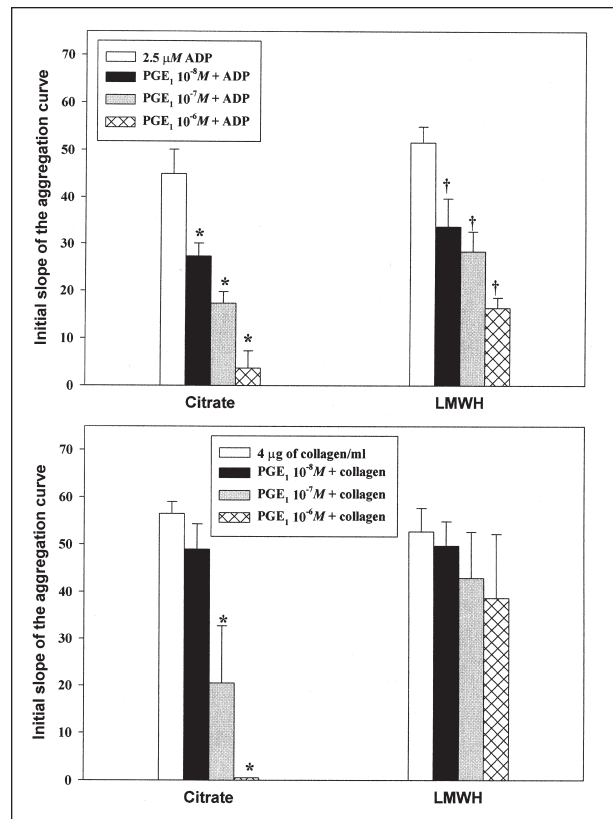 70
60
50
40
30
20
10
0
Initial slope of the aggregation curve
2.5 μM ADP
PGE₁ 10⁻⁸M + ADP
PGE₁ 10⁻⁷M + ADP
PGE₁ 10⁻⁶M + ADP
* * *
† † †
Citrate LMWH
70
60
50
40
30
20
10
0
Initial slope of the aggregation curve
4 μg of collagen/ml
PGE₁ 10⁻⁸M + collagen
PGE₁ 10⁻⁷M + collagen
PGE₁ 10⁻⁶M + collagen
* *
Citrate LMWH